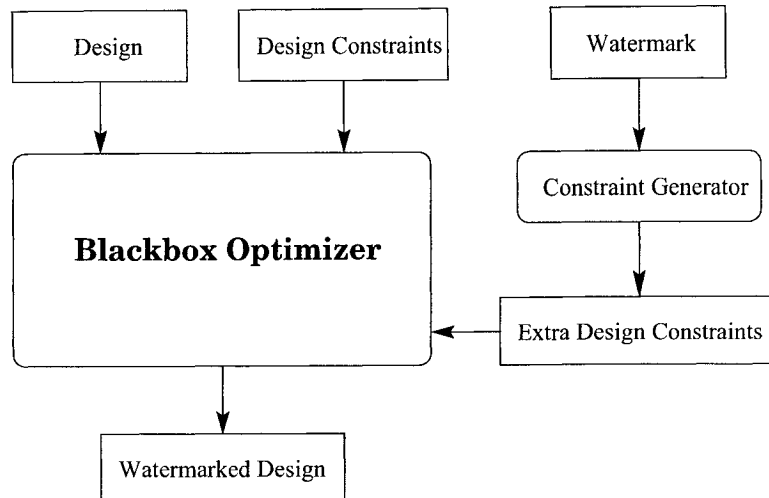 Design
Design Constraints
Watermark
Constraint Generator
Blackbox Optimizer
Extra Design Constraints
Watermarked Design